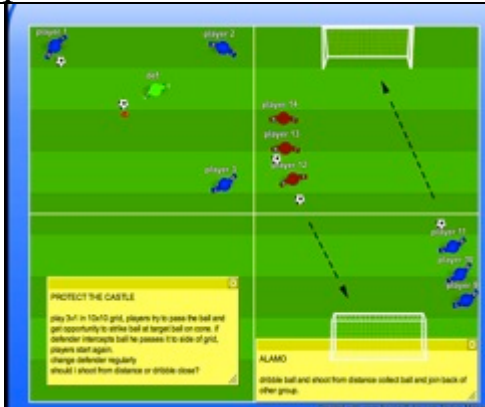 player 1
player 2
def
player 14
player 13
player 12
player 3
player 11
player 10
PROTECT THE CASTLE
play 3v1 in 10x10 grid, players try to pass the ball and
get opportunity to strike ball at target ball on cone. if
defender intercepts ball he passes it to side of grid,
players start again.
change defender regularly
should i shoot from distance or dribble close?
ALAMO
dribble ball and shoot from distance collect ball and join back of
other group.